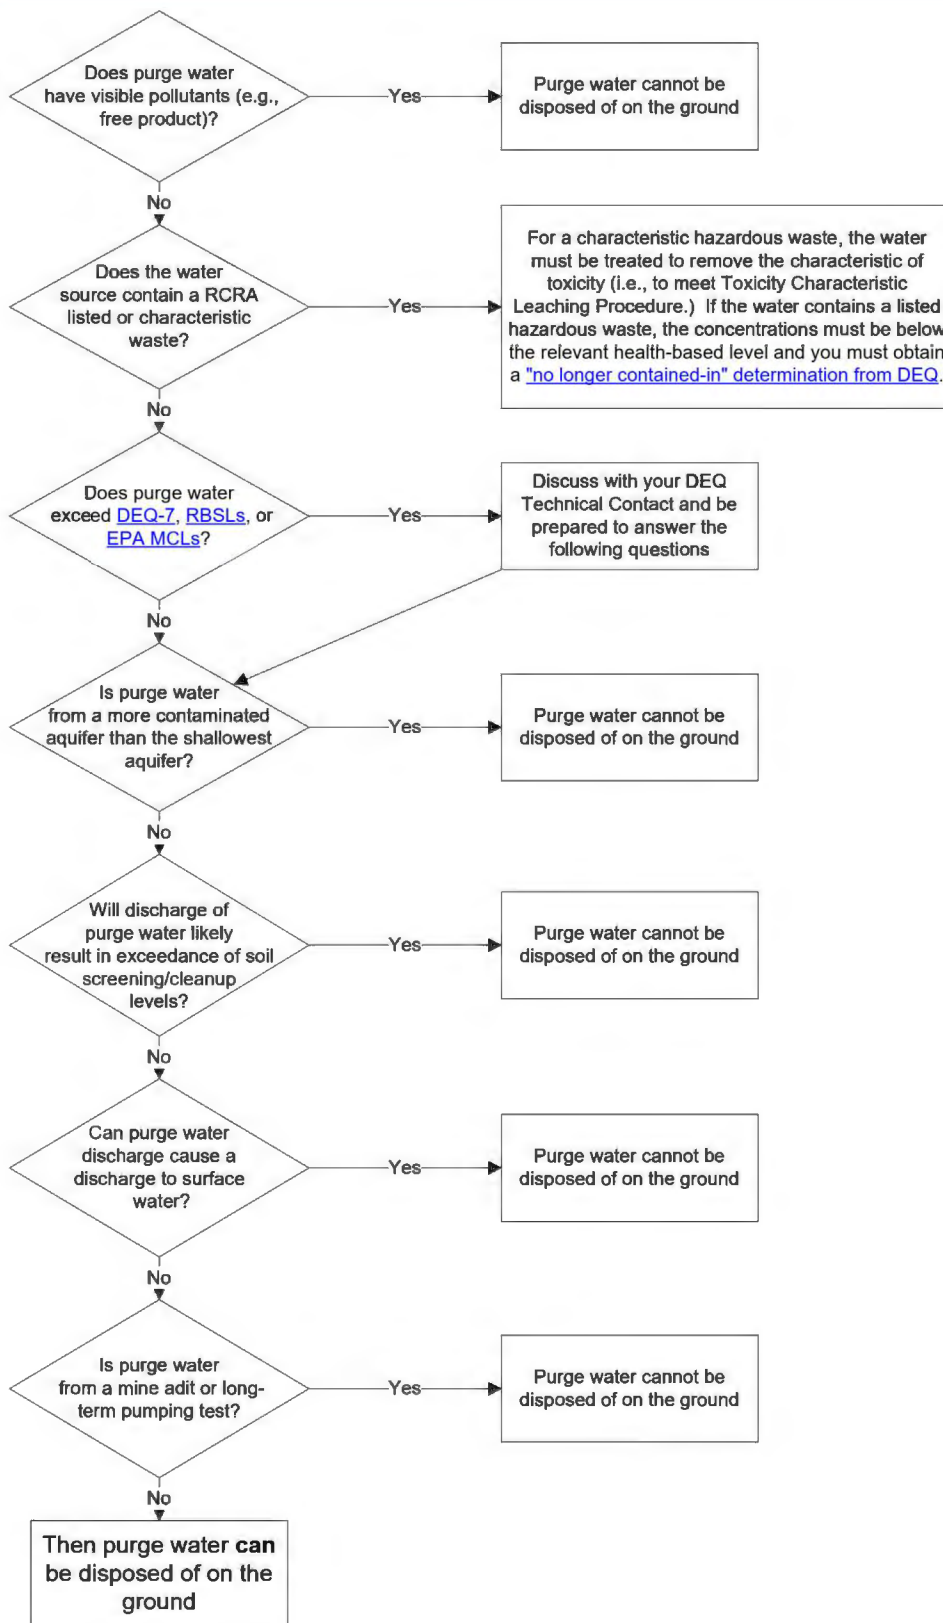 Does purge water
have visible pollutants (e.g.,
free product)?
Yes
Purge water cannot be
disposed of on the ground
No
Does the water
source contain a RCRA
listed or characteristic
waste?
Yes
For a characteristic hazardous waste, the water
must be treated to remove the characteristic of
toxicity (i.e., to meet Toxicity Characteristic
Leaching Procedure.)  If the water contains a listed
hazardous waste, the concentrations must be below
the relevant health-based level and you must obtain
a "no longer contained-in" determination from DEQ.
No
Does purge water
exceed DEQ-7, RBSLs, or
EPA MCLs?
Yes
Discuss with your DEQ
Technical Contact and be
prepared to answer the
following questions
No
Is purge water
from a more contaminated
aquifer than the shallowest
aquifer?
Yes
Purge water cannot be
disposed of on the ground
No
Will discharge of
purge water likely
result in exceedance of soil
screening/cleanup
levels?
Yes
Purge water cannot be
disposed of on the ground
No
Can purge water
discharge cause a
discharge to surface
water?
Yes
Purge water cannot be
disposed of on the ground
No
Is purge water
from a mine adit or long-
term pumping test?
Yes
Purge water cannot be
disposed of on the ground
No
Then purge water can
be disposed of on the
ground